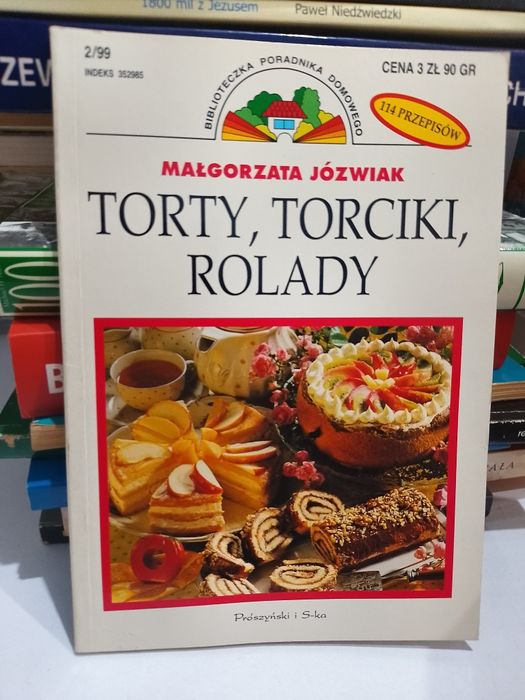 1800 mil z Jezusem
Paweł Niedźwiedzki
2/99
INDEKS 352985
BIBLIOTECZKA PORADNIKA DOMOWEGO
CENA 3 ZŁ 90 GR
114 PRZEPISÓW
MAŁGORZATA JÓZWIAK
TORTY, TORCIKI,
ROLADY
Prószyński i S-ka
100